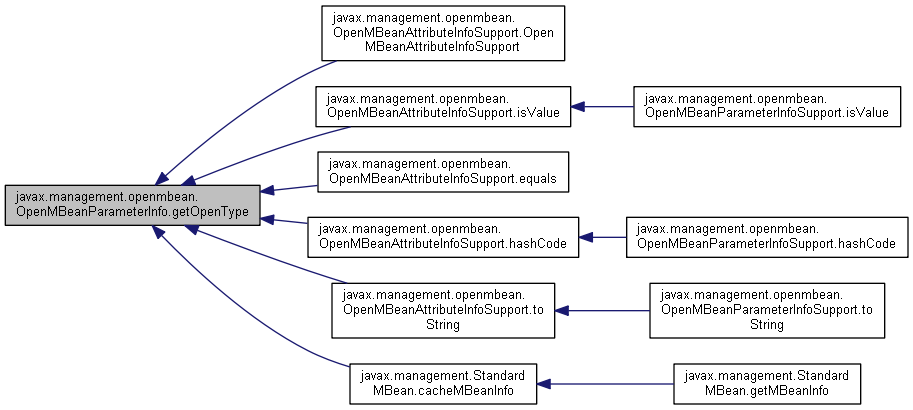 javax.management.openmbean.
OpenMBeanAttributeInfoSupport.Open
MBeanAttributeInfoSupport
javax.management.openmbean.
OpenMBeanAttributeInfoSupport.isValue
javax.management.openmbean.
OpenMBeanParameterInfoSupport.isValue
javax.management.openmbean.
OpenMBeanAttributeInfoSupport.equals
javax.management.openmbean.
OpenMBeanParameterInfo.getOpenType
javax.management.openmbean.
OpenMBeanAttributeInfoSupport.hashCode
javax.management.openmbean.
OpenMBeanParameterInfoSupport.hashCode
javax.management.openmbean.
OpenMBeanAttributeInfoSupport.to
String
javax.management.openmbean.
OpenMBeanParameterInfoSupport.to
String
javax.management.Standard
MBean.cacheMBeanInfo
javax.management.Standard
MBean.getMBeanInfo